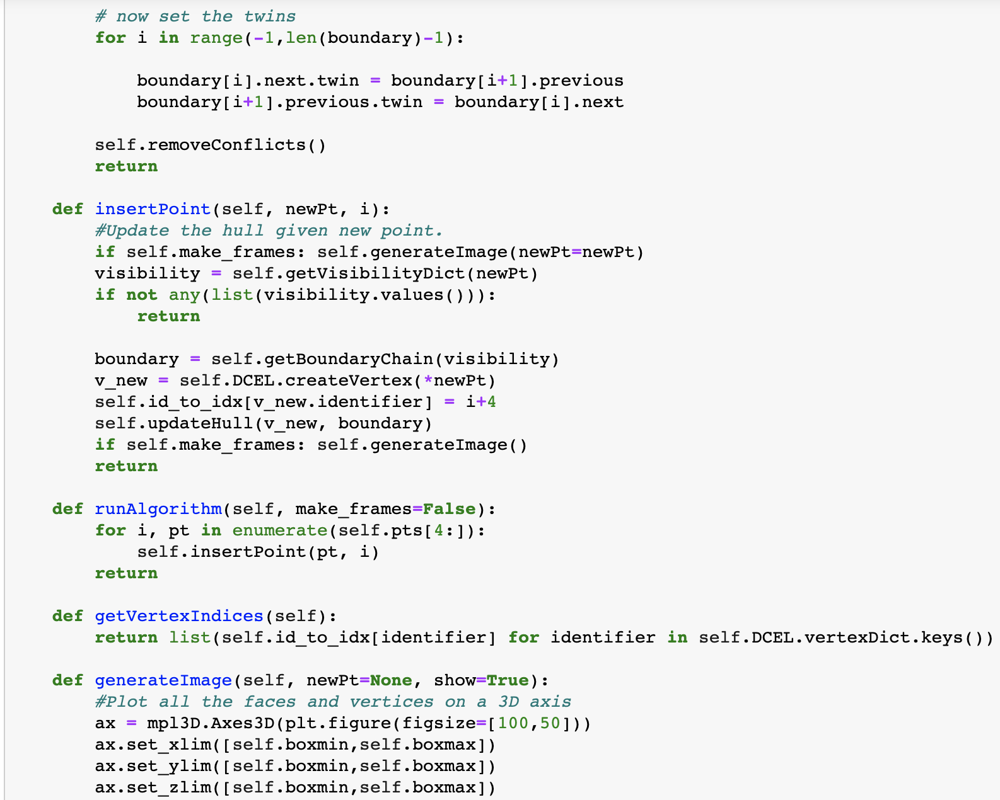 # now set the twins
for i in range(-1,len(boundary)-1):
boundary[i].next.twin = boundary[i+1].previous
boundary[i+1].previous.twin = boundary[i].next
self.removeConflicts()
return
def insertPoint(self, newPt, i):
#Update the hull given new point.
if self.make_frames: self.generateImage(newPt=newPt)
visibility = self.getVisibilityDict(newPt)
if not any(list(visibility.values())):
return
boundary = self.getBoundaryChain(visibility)
v_new = self.DCEL.createVertex(*newPt)
self.id_to_idx[v_new.identifier] = i+4
self.updateHull(v_new, boundary)
if self.make_frames: self.generateImage()
return
def runAlgorithm(self, make_frames=False):
for i, pt in enumerate(self.pts[4:]):
self.insertPoint(pt, i)
return
def getVertexIndices(self):
return list(self.id_to_idx[identifier] for identifier in self.DCEL.vertexDict.keys())
def generateImage(self, newPt=None, show=True):
#Plot all the faces and vertices on a 3D axis
ax = mpl3D.Axes3D(plt.figure(figsize=[100,50]))
ax.set_xlim([self.boxmin,self.boxmax])
ax.set_ylim([self.boxmin,self.boxmax])
ax.set_zlim([self.boxmin,self.boxmax])